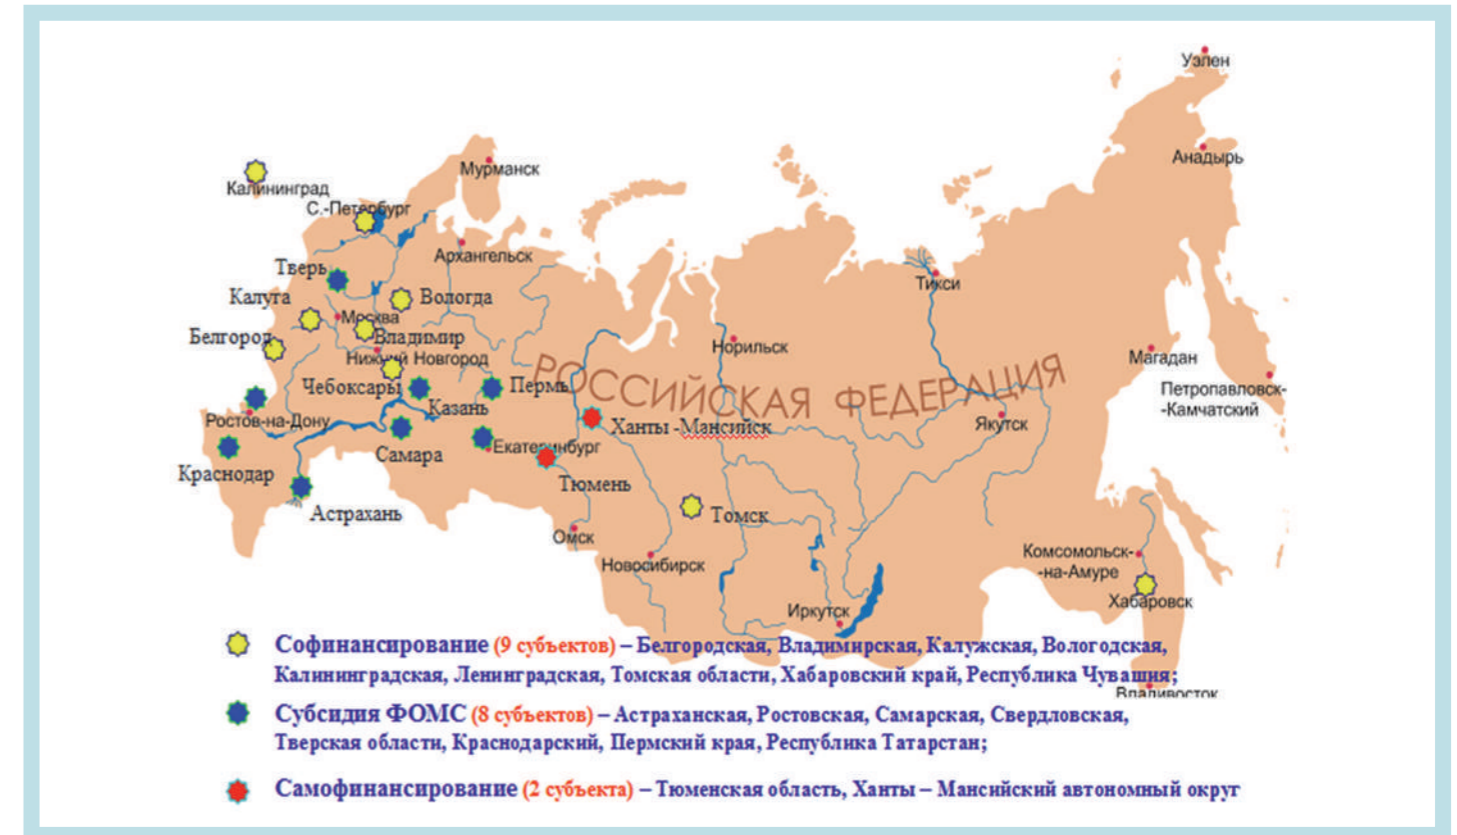 Уэлен
Анадырь
Мурманск
Калининград
С.-Петербург
Архангельск
Тверь
Тикси
Калуга
Вологда
Москва
Белгород
Владимир
Норильск
Нижний Новгород
Магадан
РОССИЙСКАЯ ФЕДЕРАЦИЯ
Чебоксары
Пермь
Петропавловск-
-Камчатский
Казань
Ростов-на-Дону
Ханты -Мансийск
Якутск
Екатеринбург
Самара
Краснодар
Тюмень
Астрахань
Томск
Омск
Новосибирск
Комсомольск-
-на-Амуре
Иркутск
Хабаровск
Софинансирование (9 субъектов) – Белгородская, Владимирская, Калужская, Вологодская,
Калининградская, Ленинградская, Томская области, Хабаровский край, Республика Чувашия;
Владивосток
Субсидия ФОМС (8 субъектов) – Астраханская, Ростовская, Самарская, Свердловская,
Тверская области, Краснодарский, Пермский края, Республика Татарстан;
Самофинансирование (2 субъекта) – Тюменская область, Ханты – Мансийский автономный округ